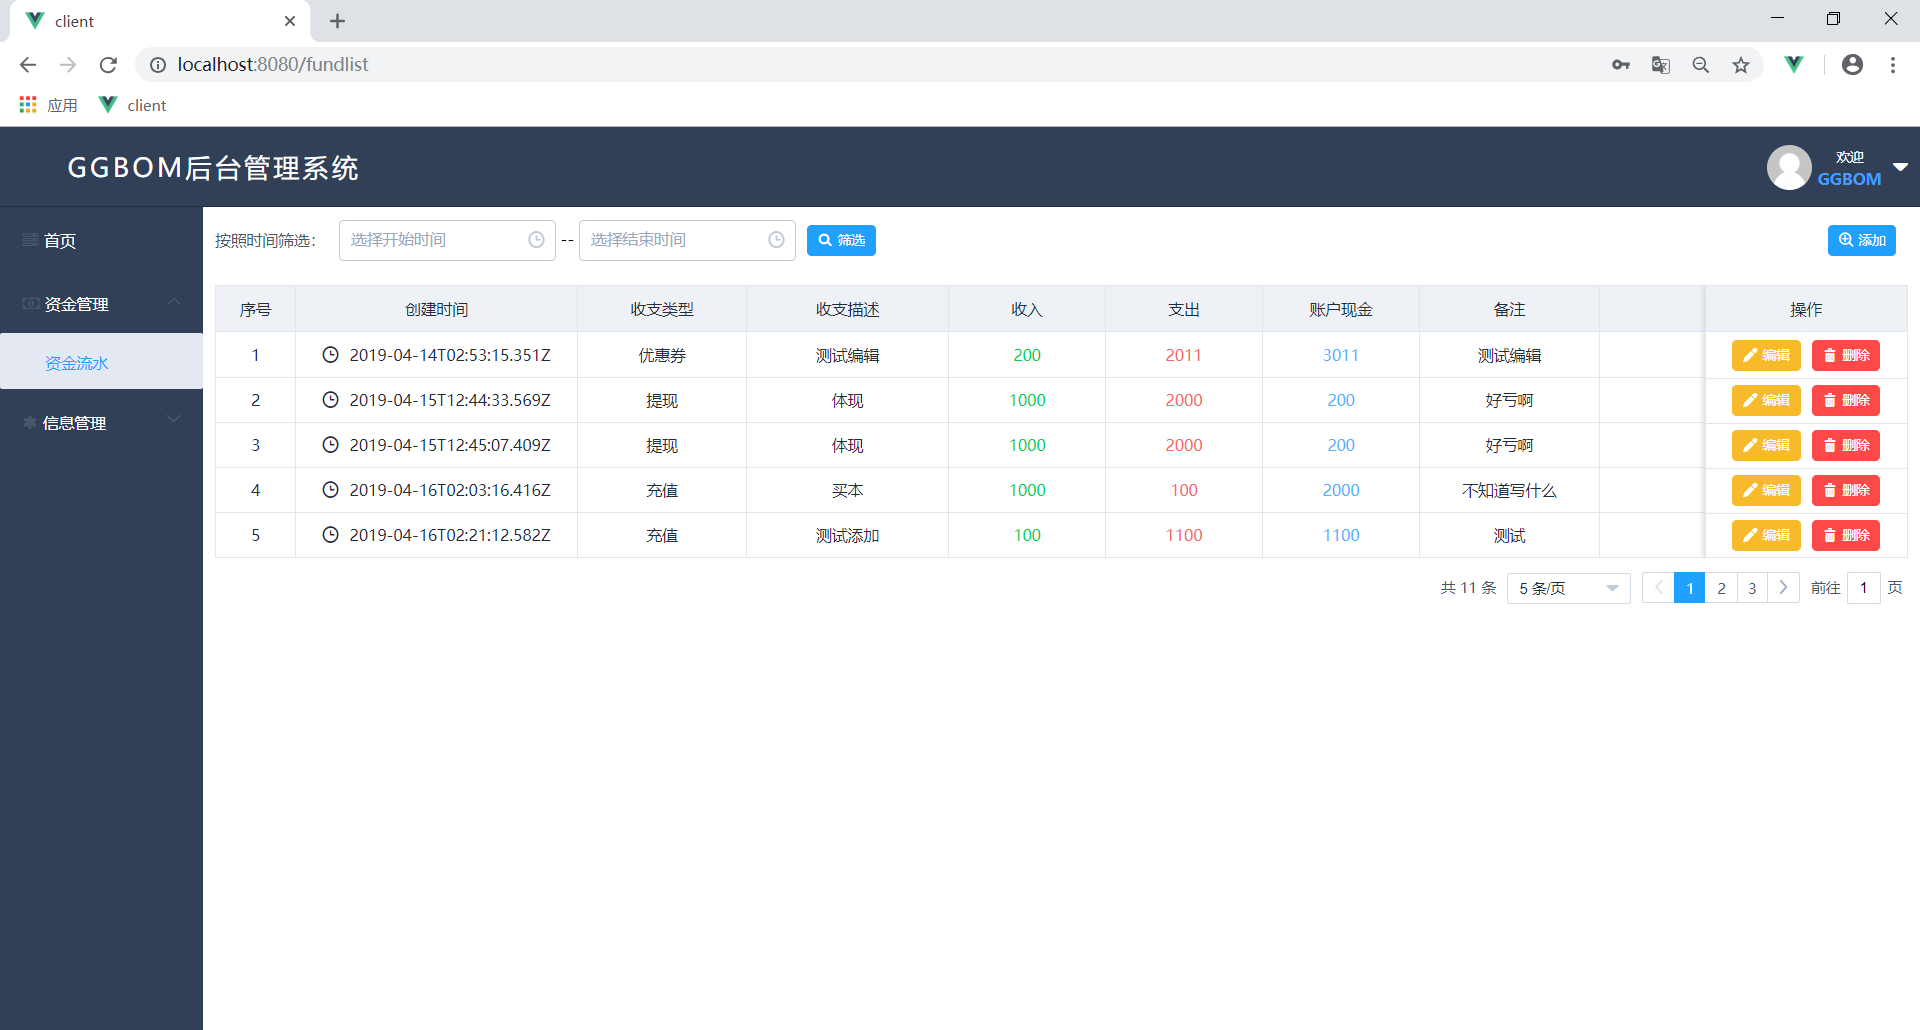 client
localhost:8080/fundlist
应用 client
GGBOM后台管理系统
欢迎
GGBOM
首页
资金管理
资金流水
信息管理
按照时间筛选： 选择开始时间 -- 选择结束时间 筛选 添加
序号 创建时间 收支类型 收支描述 收入 支出 账户现金 备注 操作
1 2019-04-14T02:53:15.351Z 优惠券 测试编辑 200 2011 3011 测试编辑 编辑 删除
2 2019-04-15T12:44:33.569Z 提现 体现 1000 2000 200 好亏啊 编辑 删除
3 2019-04-15T12:45:07.409Z 提现 体现 1000 2000 200 好亏啊 编辑 删除
4 2019-04-16T02:03:16.416Z 充值 买本 1000 100 2000 不知道写什么 编辑 删除
5 2019-04-16T02:21:12.582Z 充值 测试添加 100 1100 1100 测试 编辑 删除
共 11 条 5 条/页 1 2 3 前往 1 页